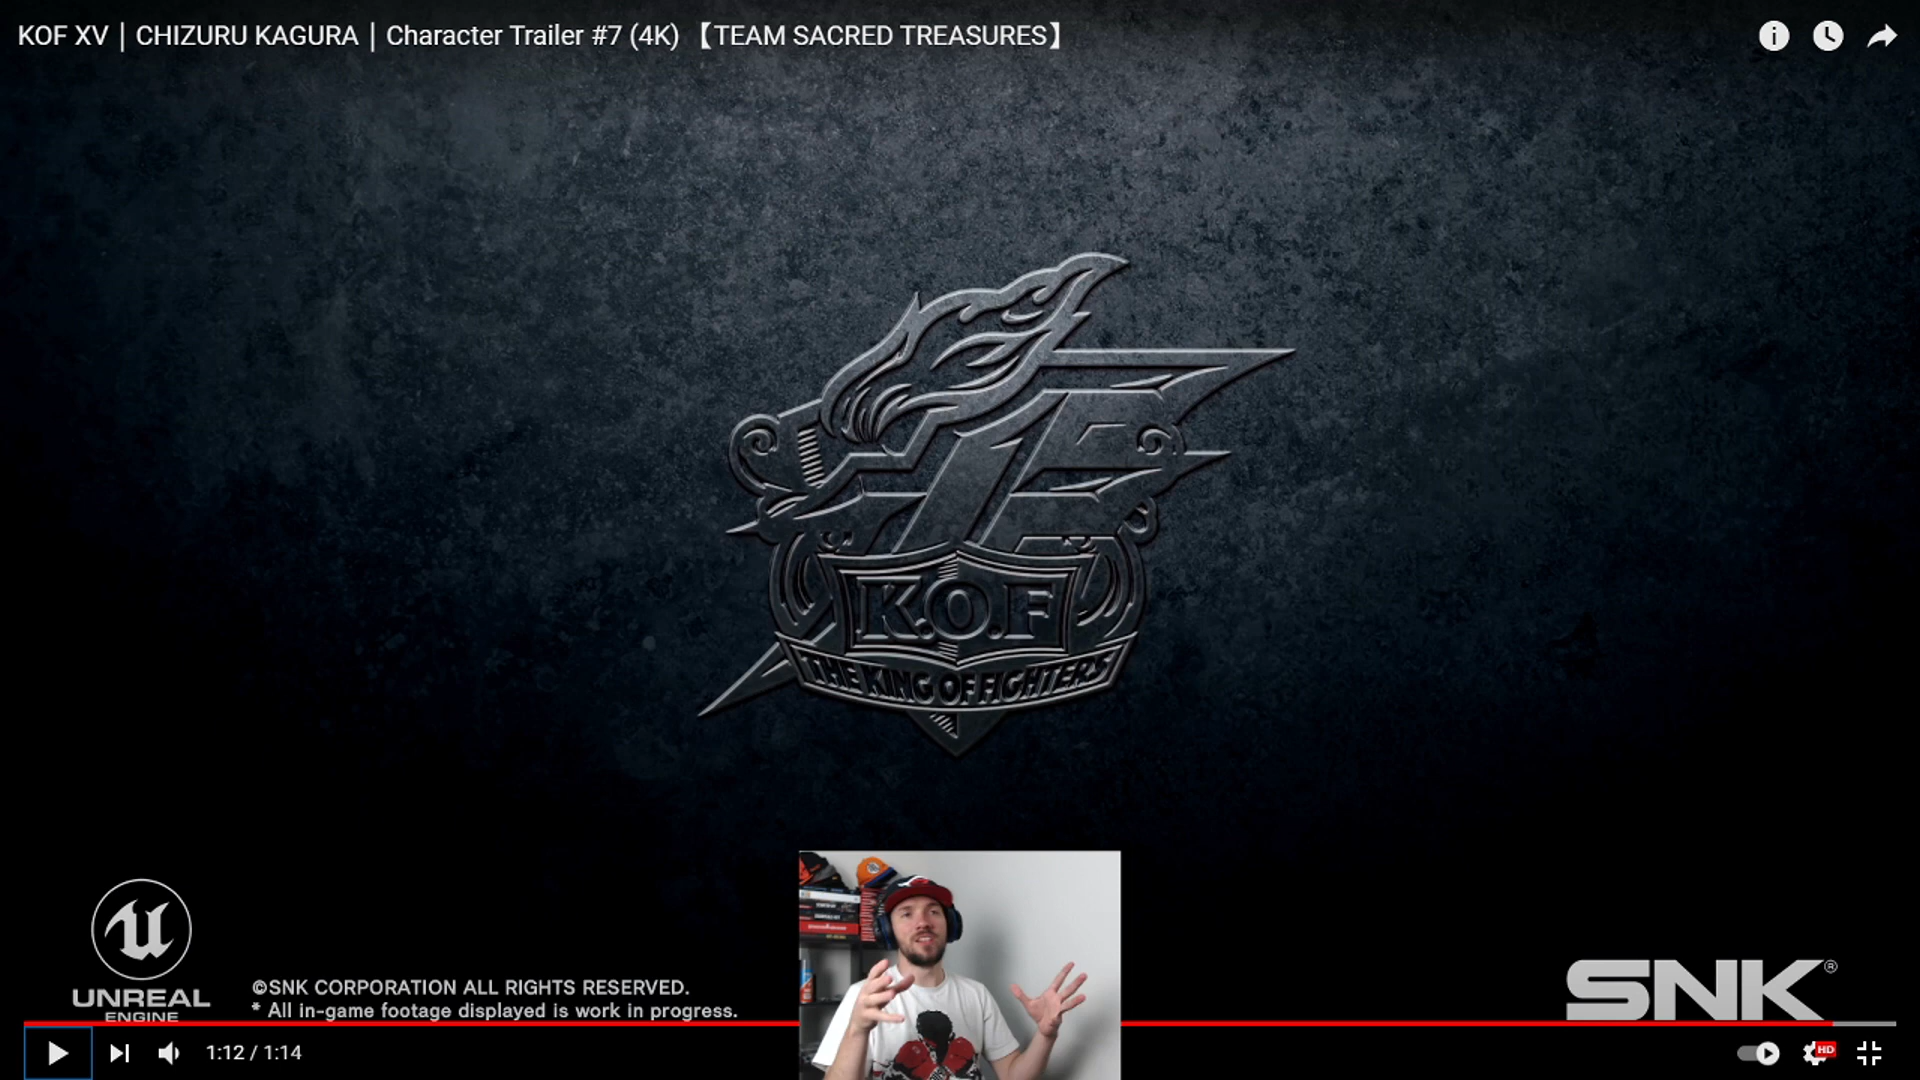 KOF XV | CHIZURU KAGURA | Character Trailer #7 (4K) 【TEAM SACRED TREASURES】
15
K.O.F
THE KING OF FIGHTERS
UNREAL
ENGINE
©SNK CORPORATION ALL RIGHTS RESERVED.
* All in-game footage displayed is work in progress.
SNK®
1:12 / 1:14
HD